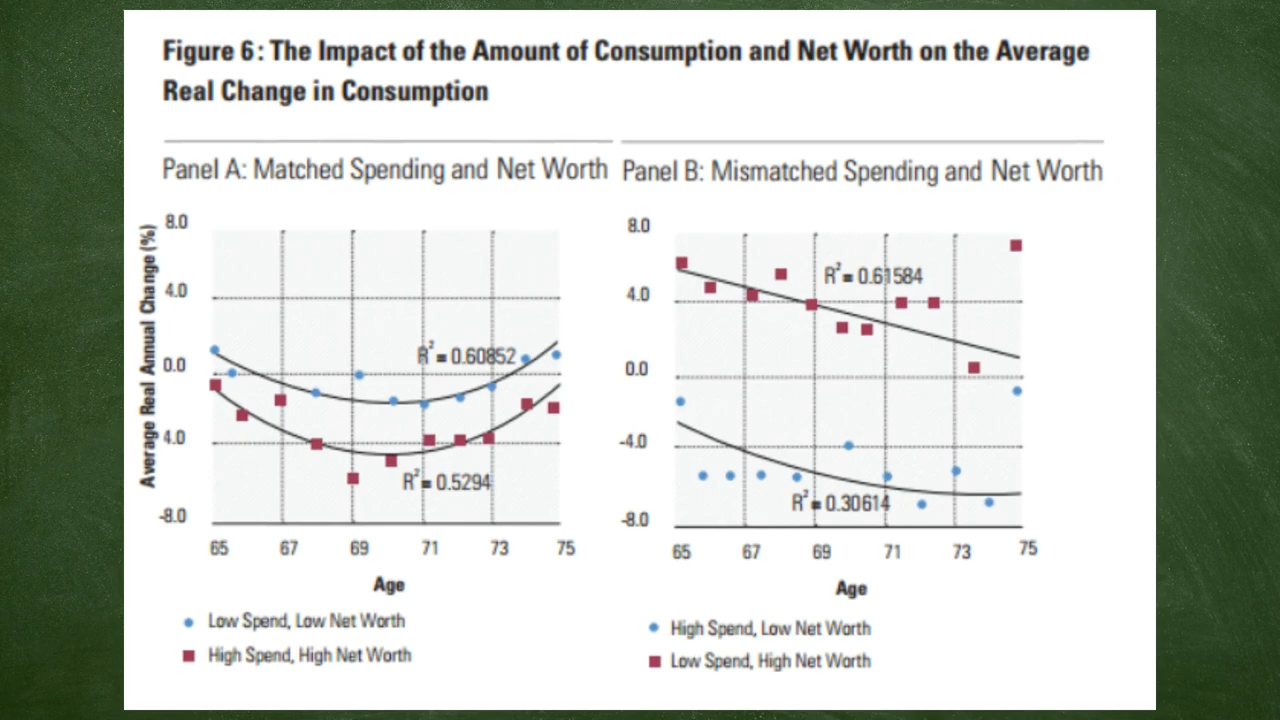 Figure 6: The Impact of the Amount of Consumption and Net Worth on the Average
Real Change in Consumption
Panel A: Matched Spending and Net Worth
Average Real Annual Change (%)
8.0
4.0
0.0
4.0
-8.0
R²= 0.60852
R²= 0.5294
65 67 69 71 73 75
Age
Low Spend, Low Net Worth
High Spend, High Net Worth
Panel B: Mismatched Spending and Net Worth
8.0
4.0
0.0
-4.0
-8.0
R²= 0.61584
R²= 0.30614
65 67 69 71 73 75
Age
High Spend, Low Net Worth
Low Spend, High Net Worth